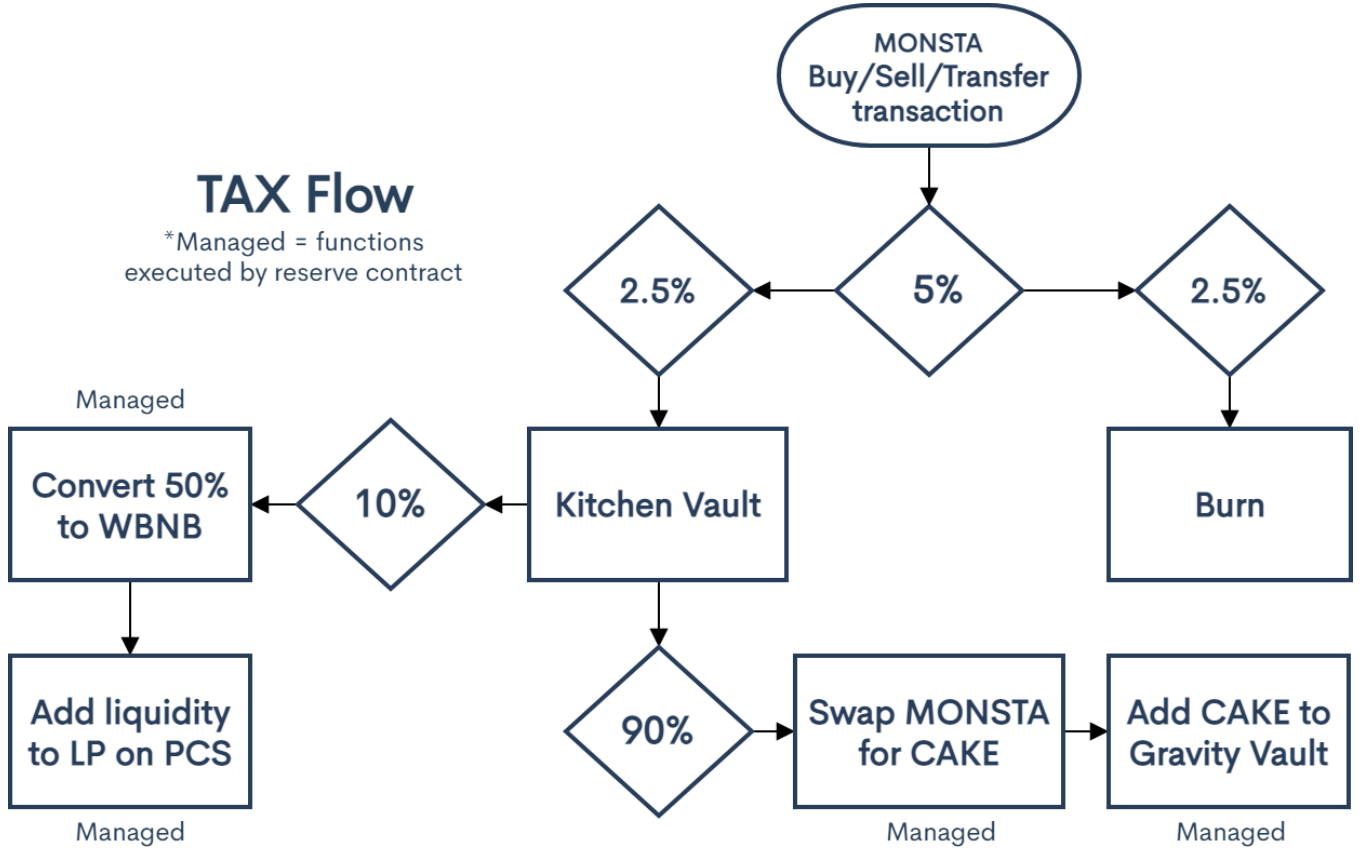 MONSTA
Buy/Sell/Transfer
transaction
TAX Flow
*Managed = functions
executed by reserve contract
2.5%
5%
2.5%
Managed
Convert 50%
to WBNB
10%
Kitchen Vault
Burn
Add liquidity
to LP on PCS
Managed
90%
Swap MONSTA
for CAKE
Managed
Add CAKE to
Gravity Vault
Managed